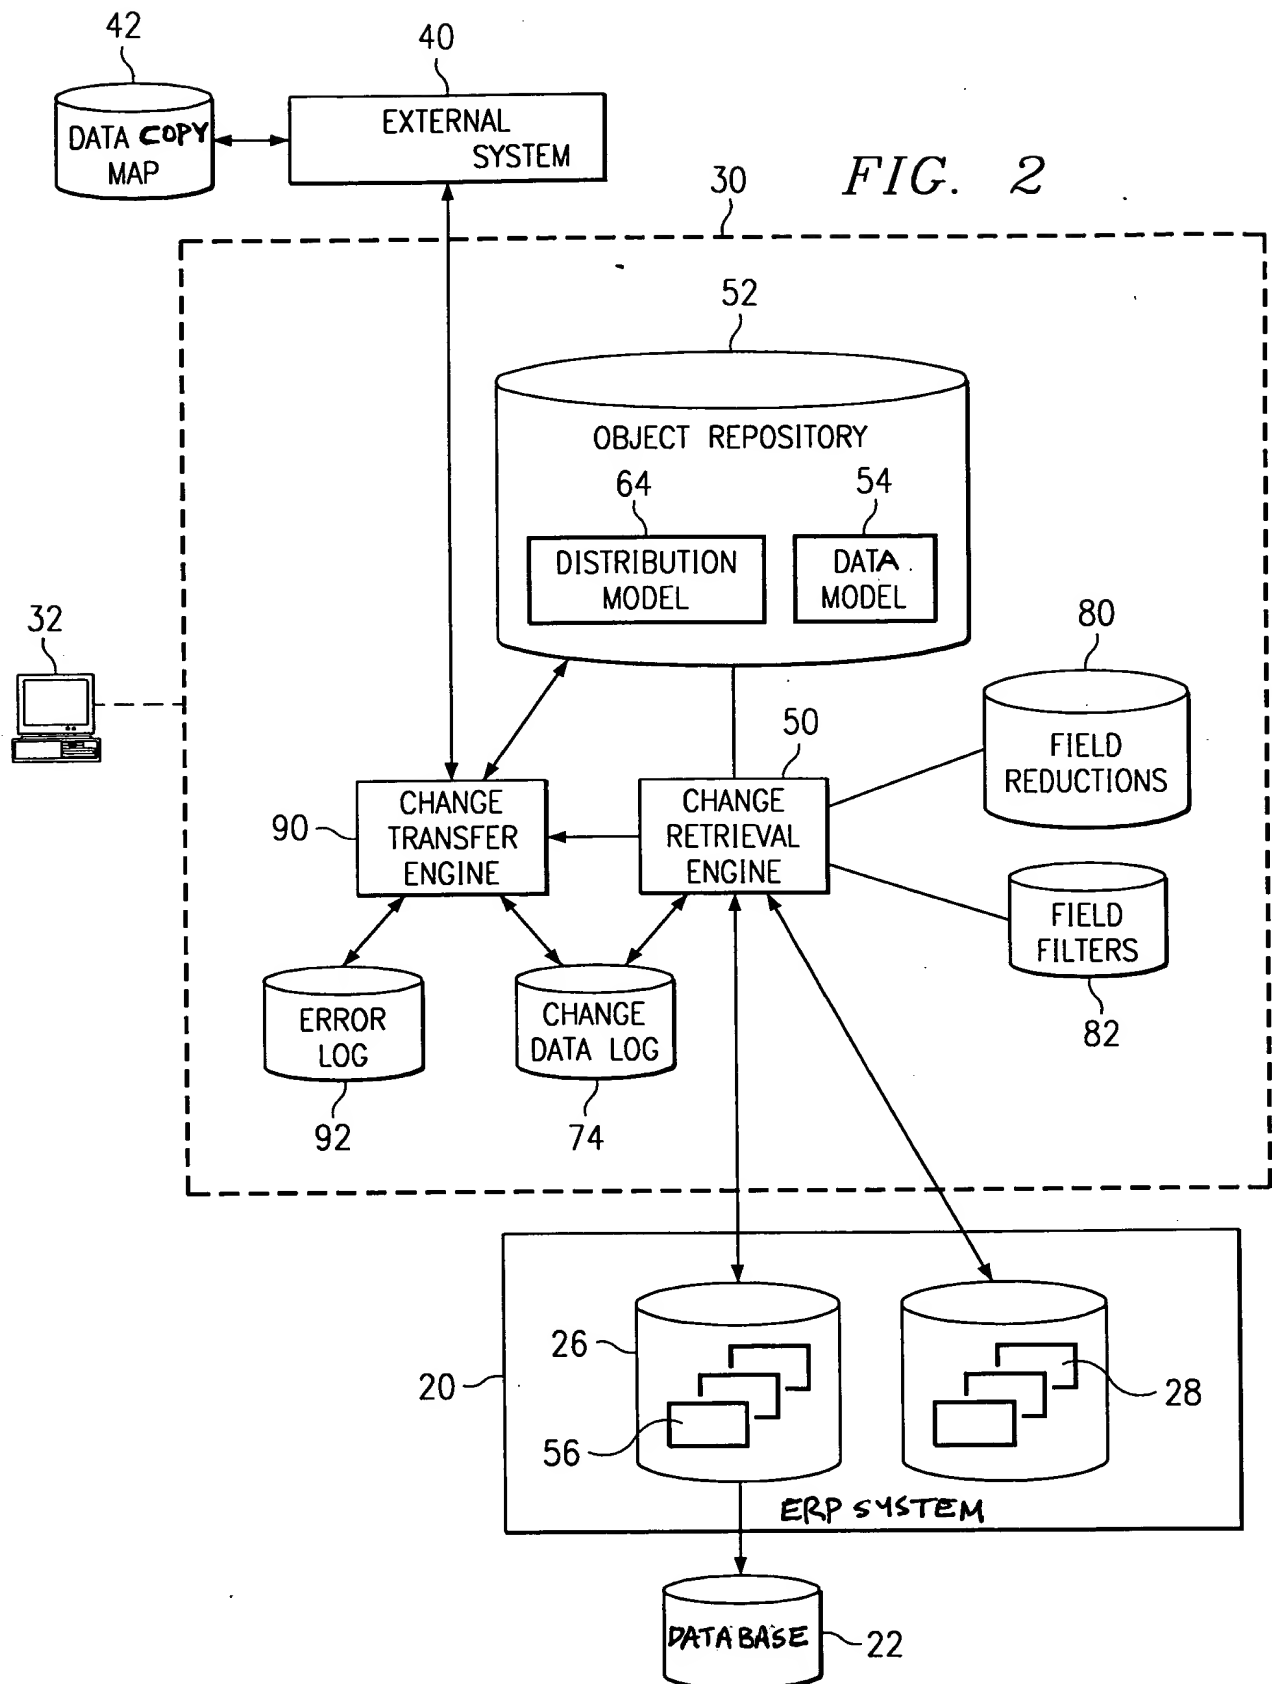 42
40
DATA COPY
MAP
EXTERNAL
SYSTEM
FIG. 2
30
52
OBJECT REPOSITORY
64
54
DISTRIBUTION
MODEL
DATA
MODEL
32
80
FIELD
REDUCTIONS
50
90
CHANGE
TRANSFER
ENGINE
CHANGE
RETRIEVAL
ENGINE
FIELD
FILTERS
82
ERROR
LOG
92
CHANGE
DATA LOG
74
26
20
28
56
ERP SYSTEM
DATABASE
22